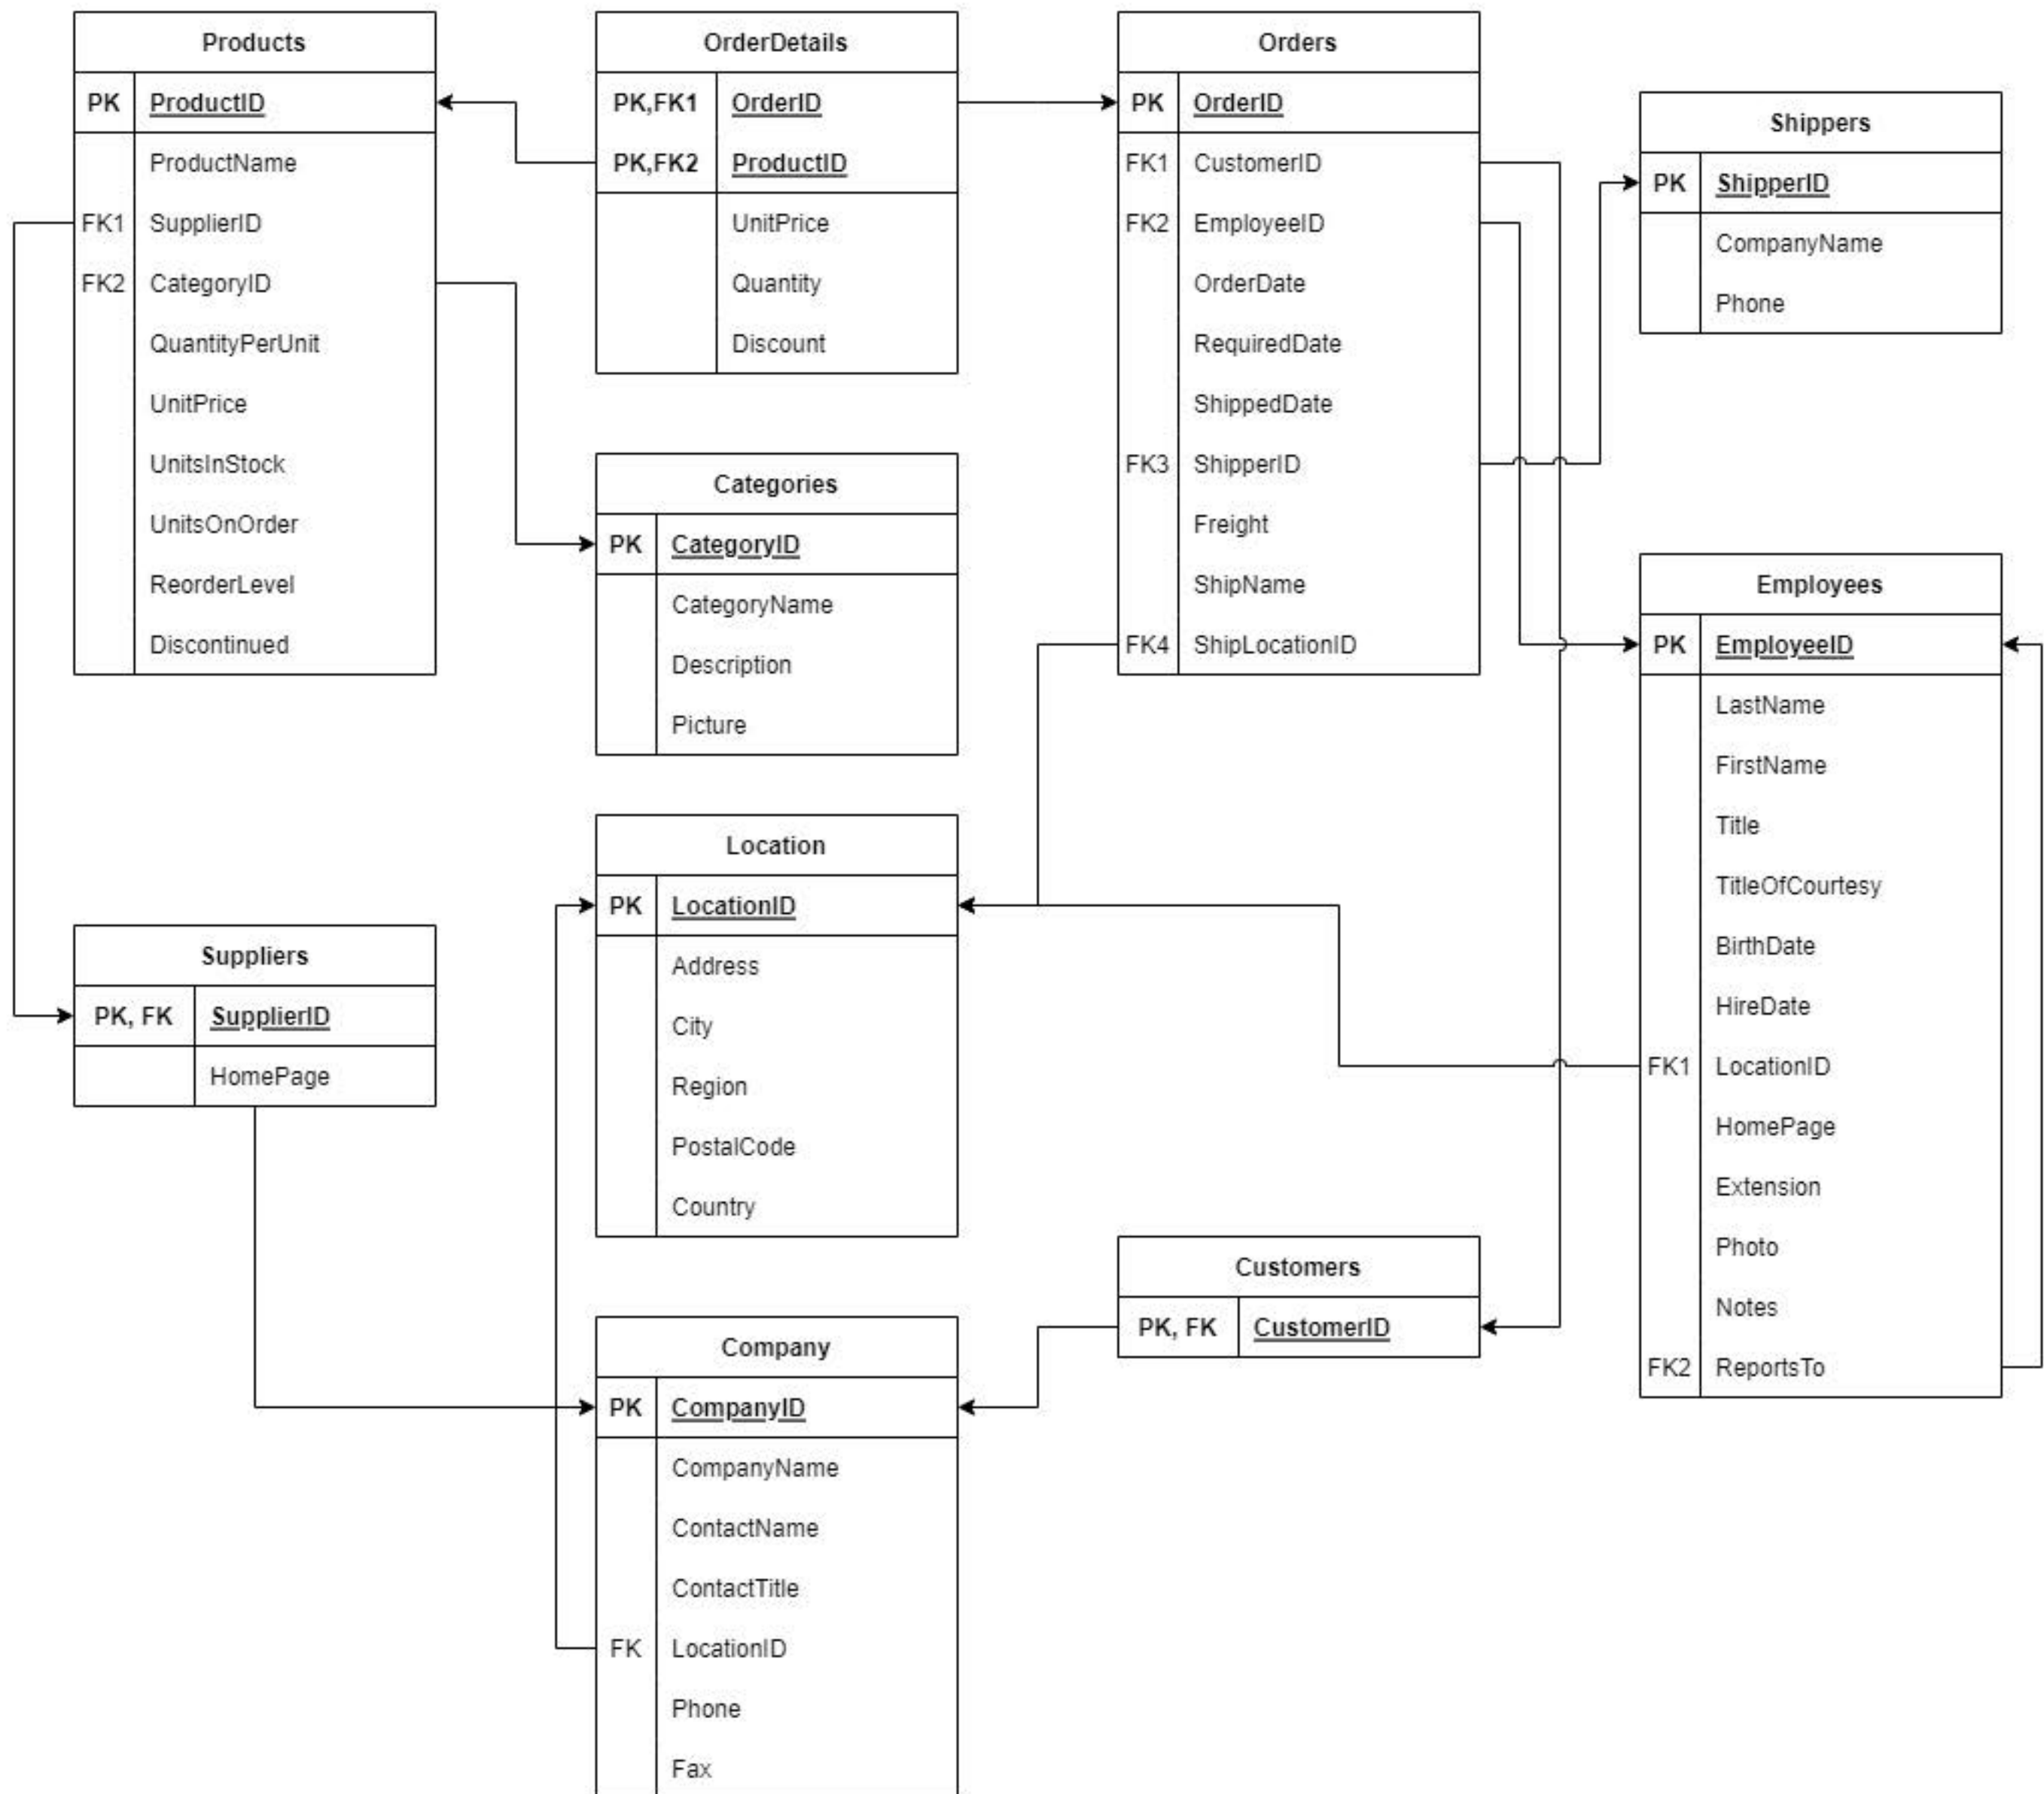 Products
PK ProductID
ProductName
FK1 SupplierID
FK2 CategoryID
QuantityPerUnit
UnitPrice
UnitsInStock
UnitsOnOrder
ReorderLevel
Discontinued
OrderDetails
PK,FK1 OrderID
PK,FK2 ProductID
UnitPrice
Quantity
Discount
Orders
PK OrderID
FK1 CustomerID
FK2 EmployeeID
OrderDate
RequiredDate
ShippedDate
FK3 ShipperID
Freight
ShipName
FK4 ShipLocationID
Shippers
PK ShipperID
CompanyName
Phone
Categories
PK CategoryID
CategoryName
Description
Picture
Employees
PK EmployeeID
LastName
FirstName
Title
TitleOfCourtesy
BirthDate
HireDate
FK1 LocationID
HomePage
Extension
Photo
Notes
FK2 ReportsTo
Location
PK LocationID
Address
City
Region
PostalCode
Country
Suppliers
PK, FK SupplierID
HomePage
Customers
PK, FK CustomerID
Company
PK CompanyID
CompanyName
ContactName
ContactTitle
FK LocationID
Phone
Fax